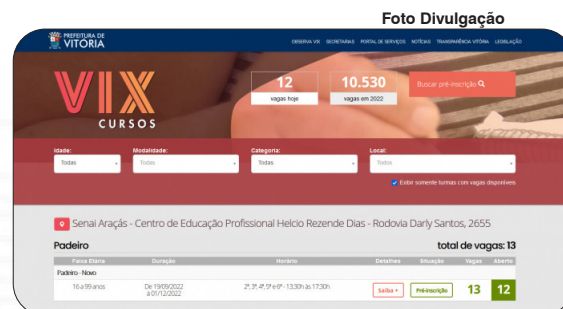 Foto Divulgação
PREFEITURA DE
VITÓRIA
OBSERVA VIX SECRETARIAS PORTAL DE SERVIÇOS NOTÍCIAS TRANSPARÊNCIA VITÓRIA LEGISLAÇÃO
VIX
CURSOS
12
vagas hoje
10.530
vagas em 2022
Buscar pré-inscrição
Idade: Modalidade: Categoria: Local:
Todas Todas Todas Todos
Exibir somente turmas com vagas disponíveis
Senai Araçás - Centro de Educação Profissional Helcio Rezende Dias - Rodovia Darly Santos, 2655
Padeiro total de vagas: 13
Faixa Etária Duração Horário Detalhes Situação Vagas Aberto
Padeiro - Novo
16 a 99 anos De 19/09/2022 à 01/12/2022 2ª, 3ª, 4ª, 5ª e 6ª - 13:30h às 17:30h Saiba + Pré-inscrição 13 12